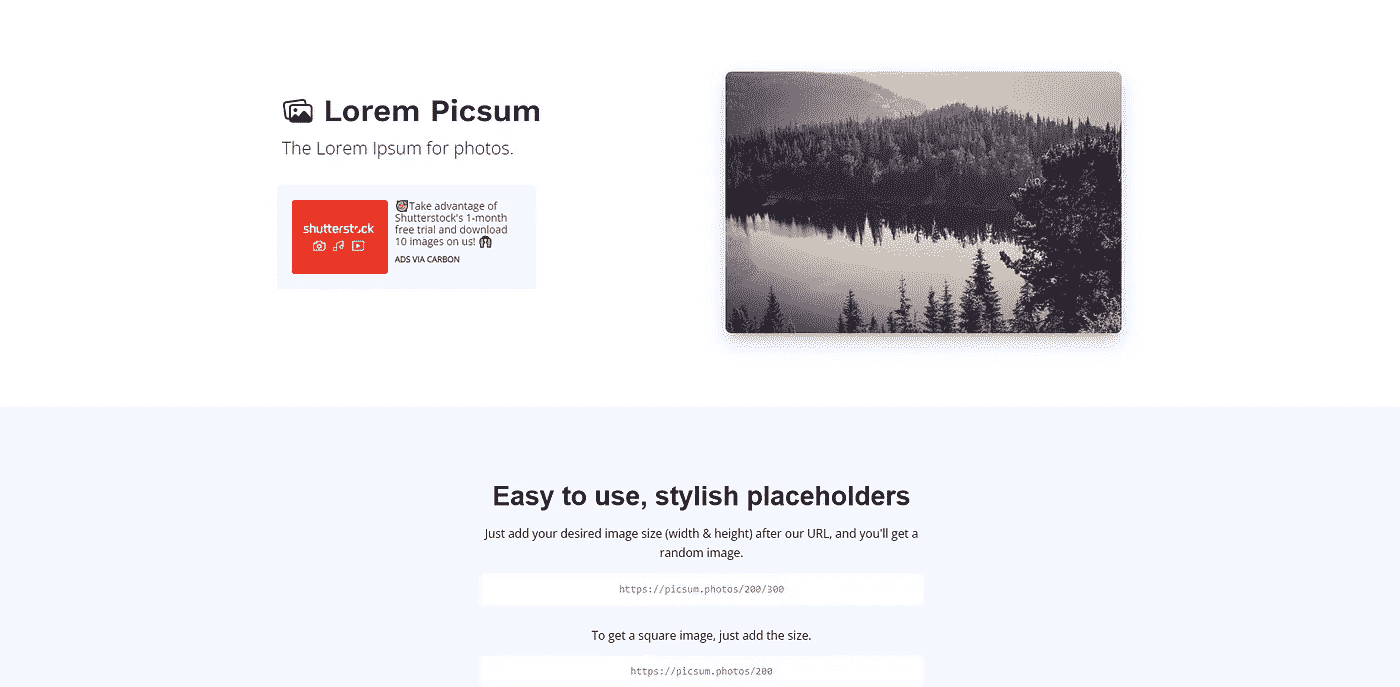 Lorem Picsum
The Lorem Ipsum for photos.
shutterstock
Take advantage of
Shutterstock's 1-month
free trial and download
10 images on us!
ADS VIA CARBON
Easy to use, stylish placeholders
Just add your desired image size (width & height) after our URL, and you'll get a
random image.
https://picsum.photos/200/300
To get a square image, just add the size.
https://picsum.photos/200